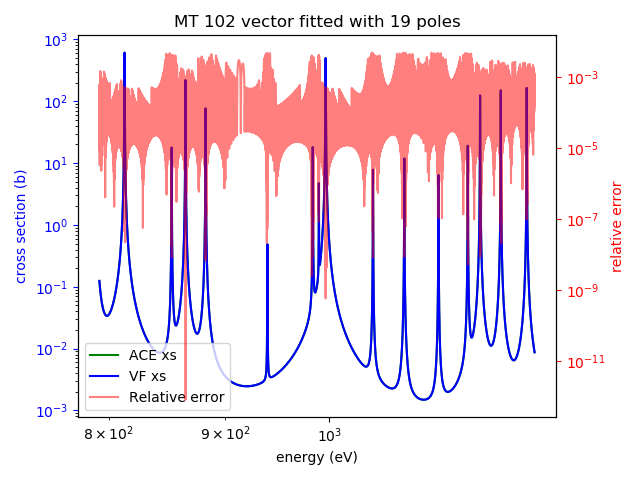 MT 102 vector fitted with 19 poles
10³
10²
10¹
10⁰
10⁻¹
10⁻²
10⁻³
cross section (b)
10⁻³
10⁻⁵
10⁻⁷
10⁻⁹
10⁻¹¹
relative error
ACE xs
VF xs
Relative error
8 × 10²
9 × 10²
10³
energy (eV)